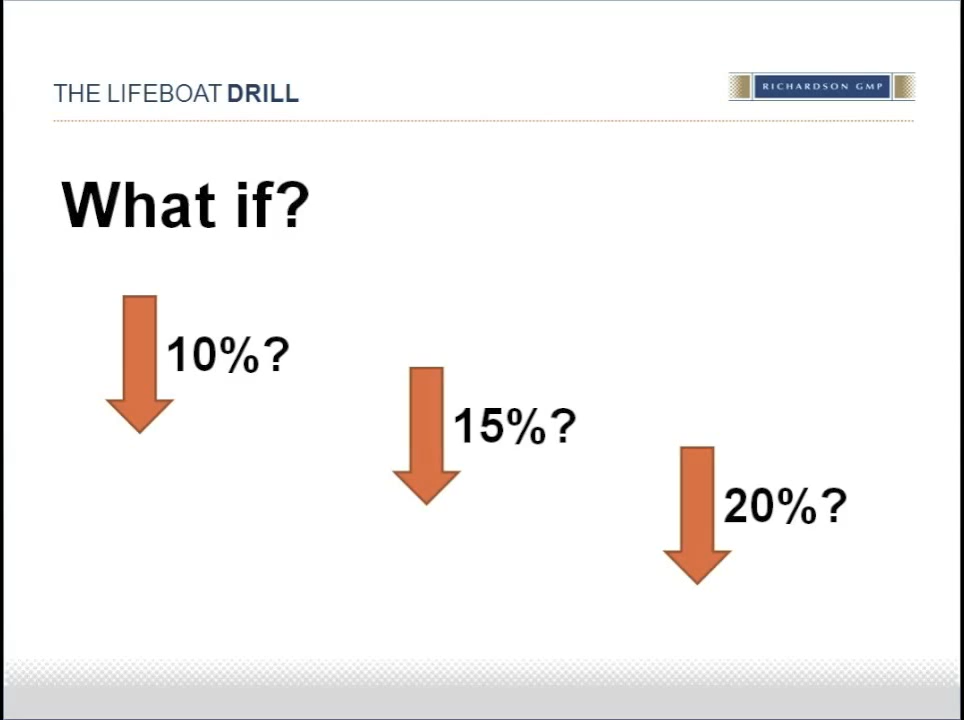 THE LIFEBOAT DRILL
RICHARDSON GMP
What if?
10%?
15%?
20%?